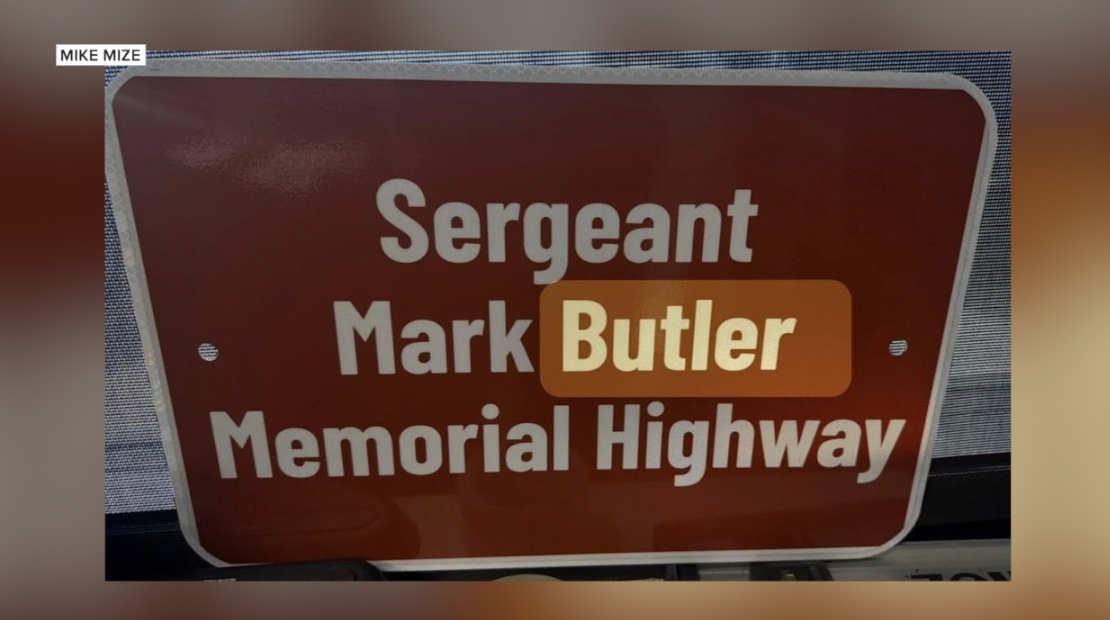 MIKE MIZE
Sergeant
Mark Butler
Memorial Highway